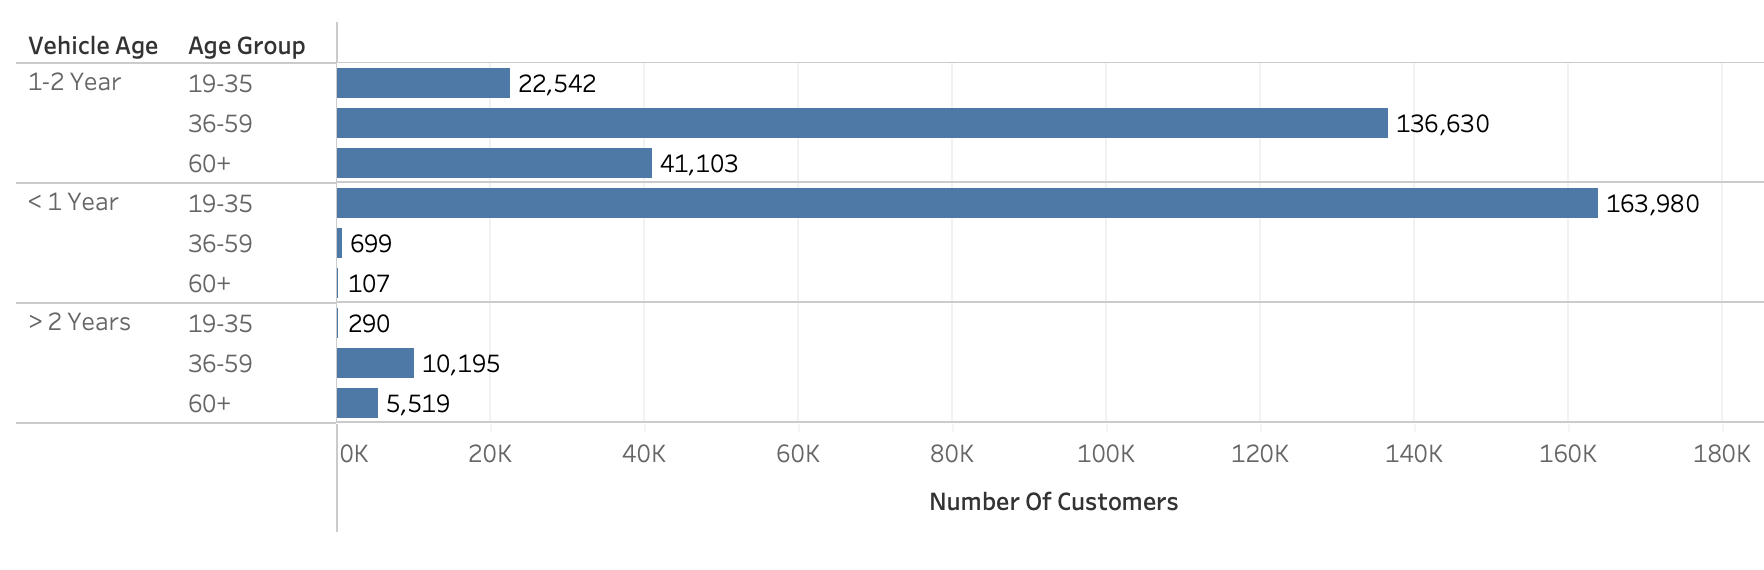 Vehicle Age Age Group
1-2 Year 19-35 22,542
36-59 136,630
60+ 41,103
< 1 Year 19-35 163,980
36-59 699
60+ 107
> 2 Years 19-35 290
36-59 10,195
60+ 5,519
0K 20K 40K 60K 80K 100K 120K 140K 160K 180K
Number Of Customers